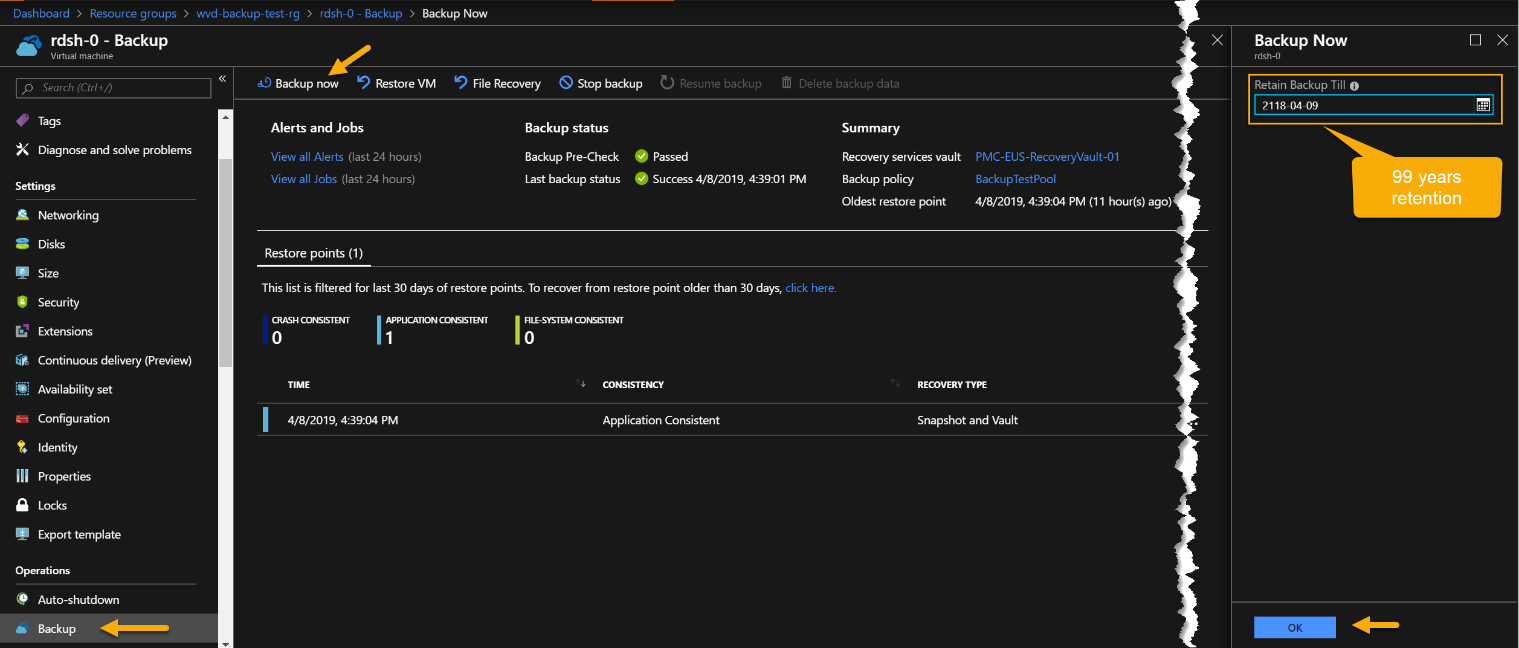 Dashboard > Resource groups > wvd-backup-test-rg > rdsh-0 - Backup > Backup Now
rdsh-0 - Backup
Virtual machine
Search (Ctrl+/)
«
Tags
Diagnose and solve problems
Settings
Networking
Disks
Size
Security
Extensions
Continuous delivery (Preview)
Availability set
Configuration
Identity
Properties
Locks
Export template
Operations
Auto-shutdown
Backup
Backup now Restore VM File Recovery Stop backup Resume backup Delete backup data
Alerts and Jobs
View all Alerts (last 24 hours)
View all Jobs (last 24 hours)
Backup status
Backup Pre-Check Passed
Last backup status Success 4/8/2019, 4:39:01 PM
Summary
Recovery services vault PMC-EUS-RecoveryVault-01
Backup policy BackupTestPool
Oldest restore point 4/8/2019, 4:39:04 PM (11 hour(s) ago)
Restore points (1)
This list is filtered for last 30 days of restore points. To recover from restore point older than 30 days, click here.
CRASH CONSISTENT APPLICATION CONSISTENT FILE-SYSTEM CONSISTENT
0 1 0
TIME CONSISTENCY RECOVERY TYPE
4/8/2019, 4:39:04 PM Application Consistent Snapshot and Vault
Backup Now
rdsh-0
Retain Backup Till
2118-04-09
99 years
retention
OK